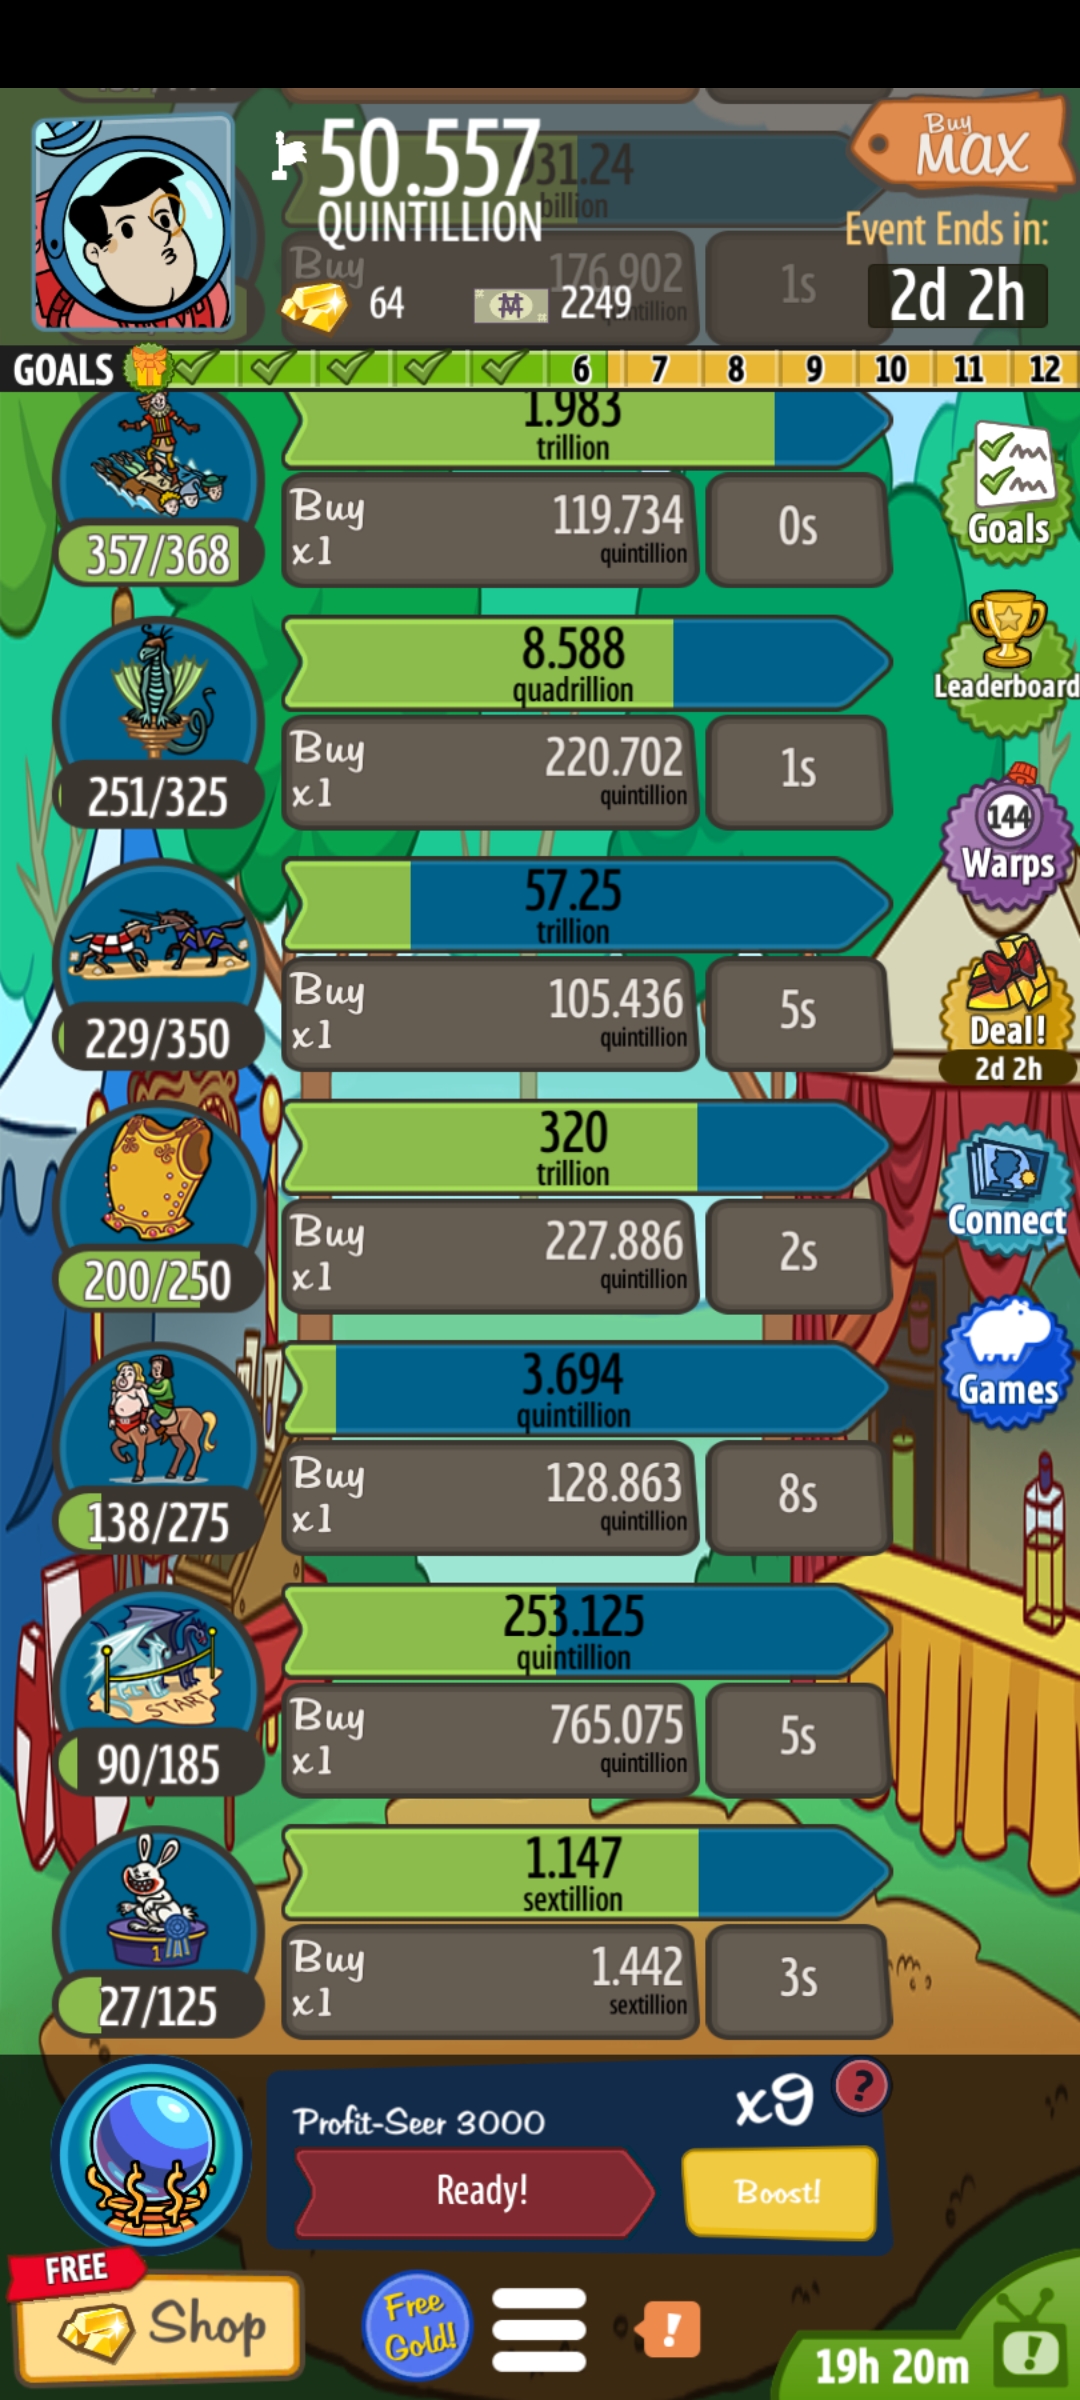 50.557
QUINTILLION
931.24
billion
Buy
MAX
Event Ends in:
2d 2h
Buy
176.902
quintillion
1s
64
2249
GOALS 6 7 8 9 10 11 12
1.983
trillion
Buy
x1
119.734
quintillion
0s
357/368
Goals
8.588
quadrillion
Buy
x1
220.702
quintillion
1s
251/325
Leaderboard
57.25
trillion
Buy
x1
105.436
quintillion
5s
229/350
144
Warps
Deal!
2d 2h
320
trillion
Buy
x1
227.886
quintillion
2s
200/250
Connect
3.694
quintillion
Buy
x1
128.863
quintillion
8s
138/275
Games
253.125
quintillion
START
Buy
x1
765.075
quintillion
5s
90/185
1.147
sextillion
1
Buy
x1
1.442
sextillion
3s
27/125
Profit-Seer 3000
x9
?
Ready!
Boost!
FREE
Shop
Free
Gold!
!
19h 20m
!